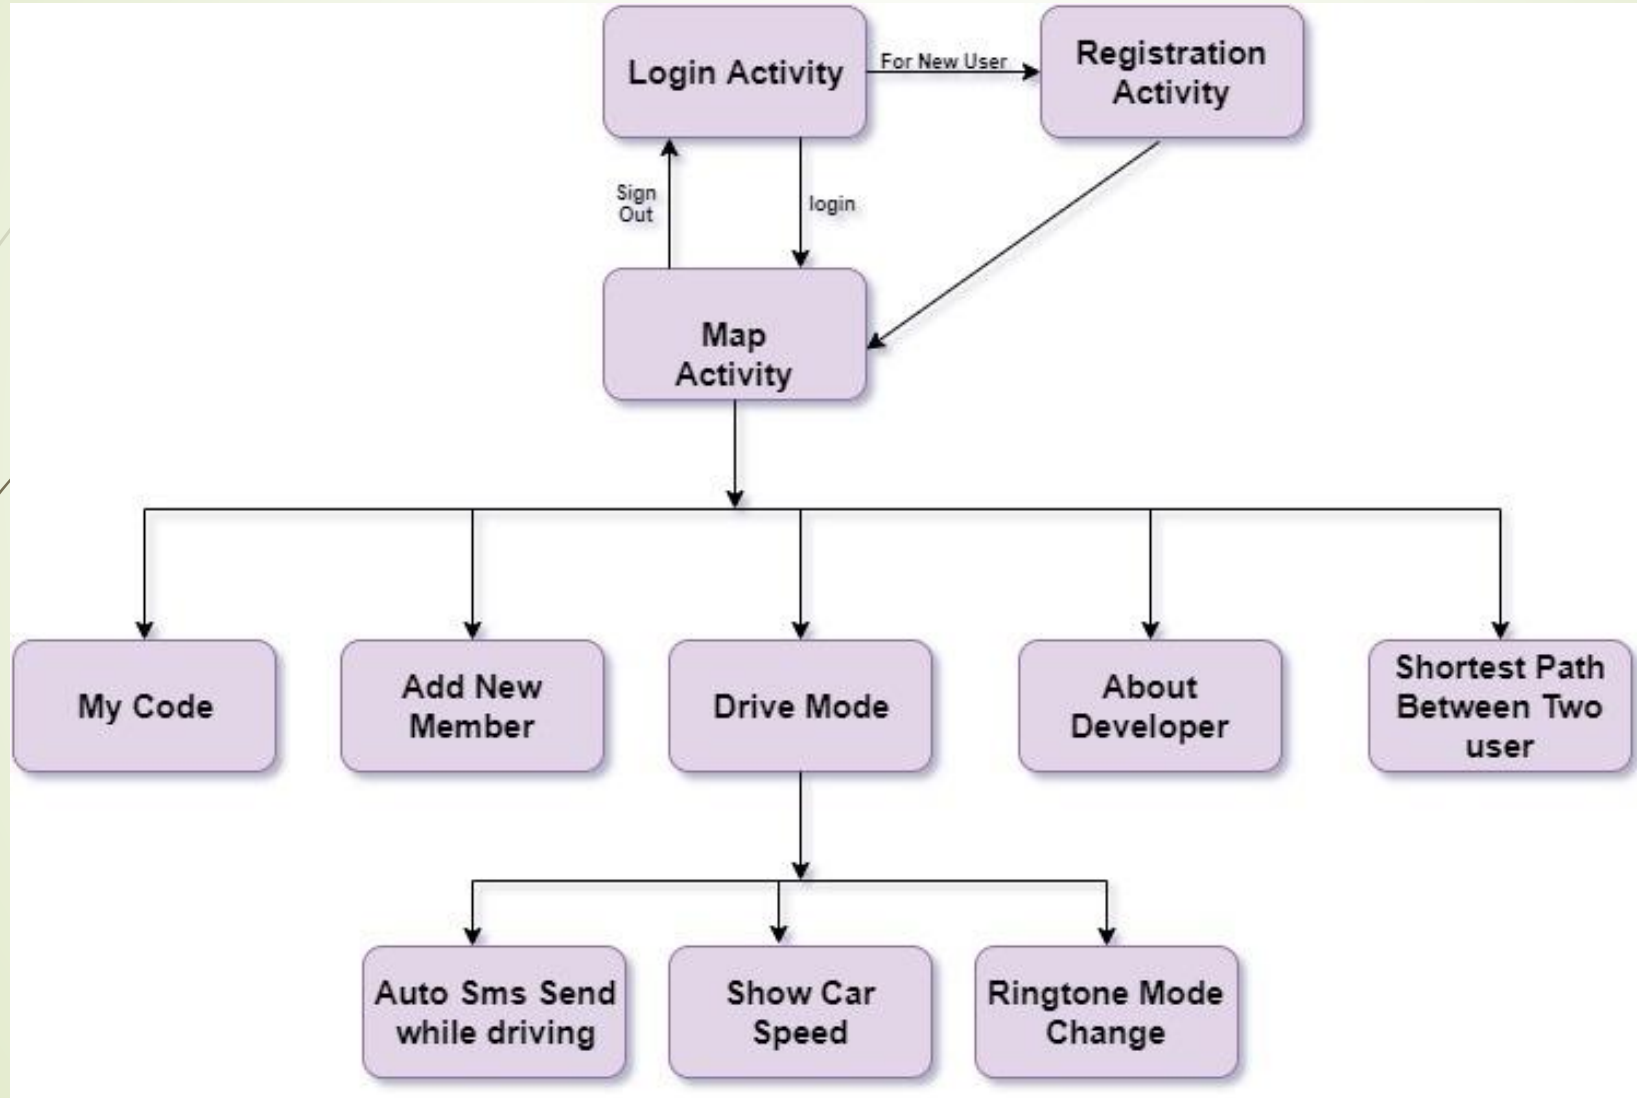 Login Activity
For New User
Registration
Activity
Sign
Out
login
Map
Activity
My Code
Add New
Member
Drive Mode
About
Developer
Shortest Path
Between Two
user
Auto Sms Send
while driving
Show Car
Speed
Ringtone Mode
Change